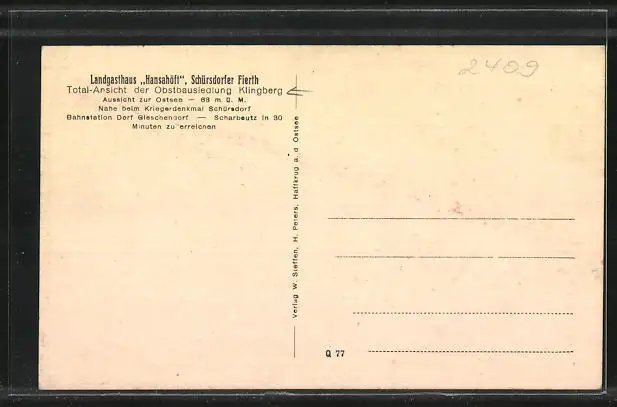 Landgasthaus „Hansahöft“, Schürsdorfer Fierth
Total-Ansicht der Obstbausiedlung Klingberg
Aussicht zur Ostsee — 68 m. ü. M.
Nahe beim Kriegerdenkmal Schürsdorf
Bahnstation Dorf Gleschendorf — Scharbeutz in 30
Minuten zu erreichen
2409
Verlag W. Steffen, H. Peters, Haffkrug a. d Ostsee
Q 77